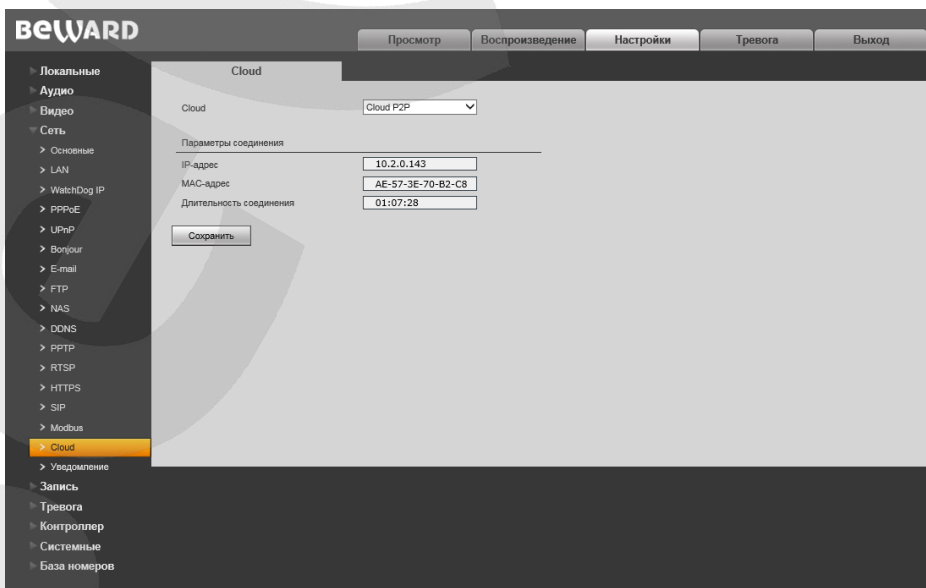 BEWARD
Просмотр
Воспроизведение
Настройки
Тревога
Выход
Локальные
Аудио
Видео
Сеть
Основные
LAN
WatchDog IP
PPPoE
UPnP
Bonjour
E-mail
FTP
NAS
DDNS
PPTP
RTSP
HTTPS
SIP
Modbus
Cloud
Уведомление
Запись
Тревога
Контроллер
Системные
База номеров
Cloud
Cloud Cloud P2P
Параметры соединения
IP-адрес 10.2.0.143
MAC-адрес AE-57-3E-70-B2-C8
Длительность соединения 01:07:28
Сохранить